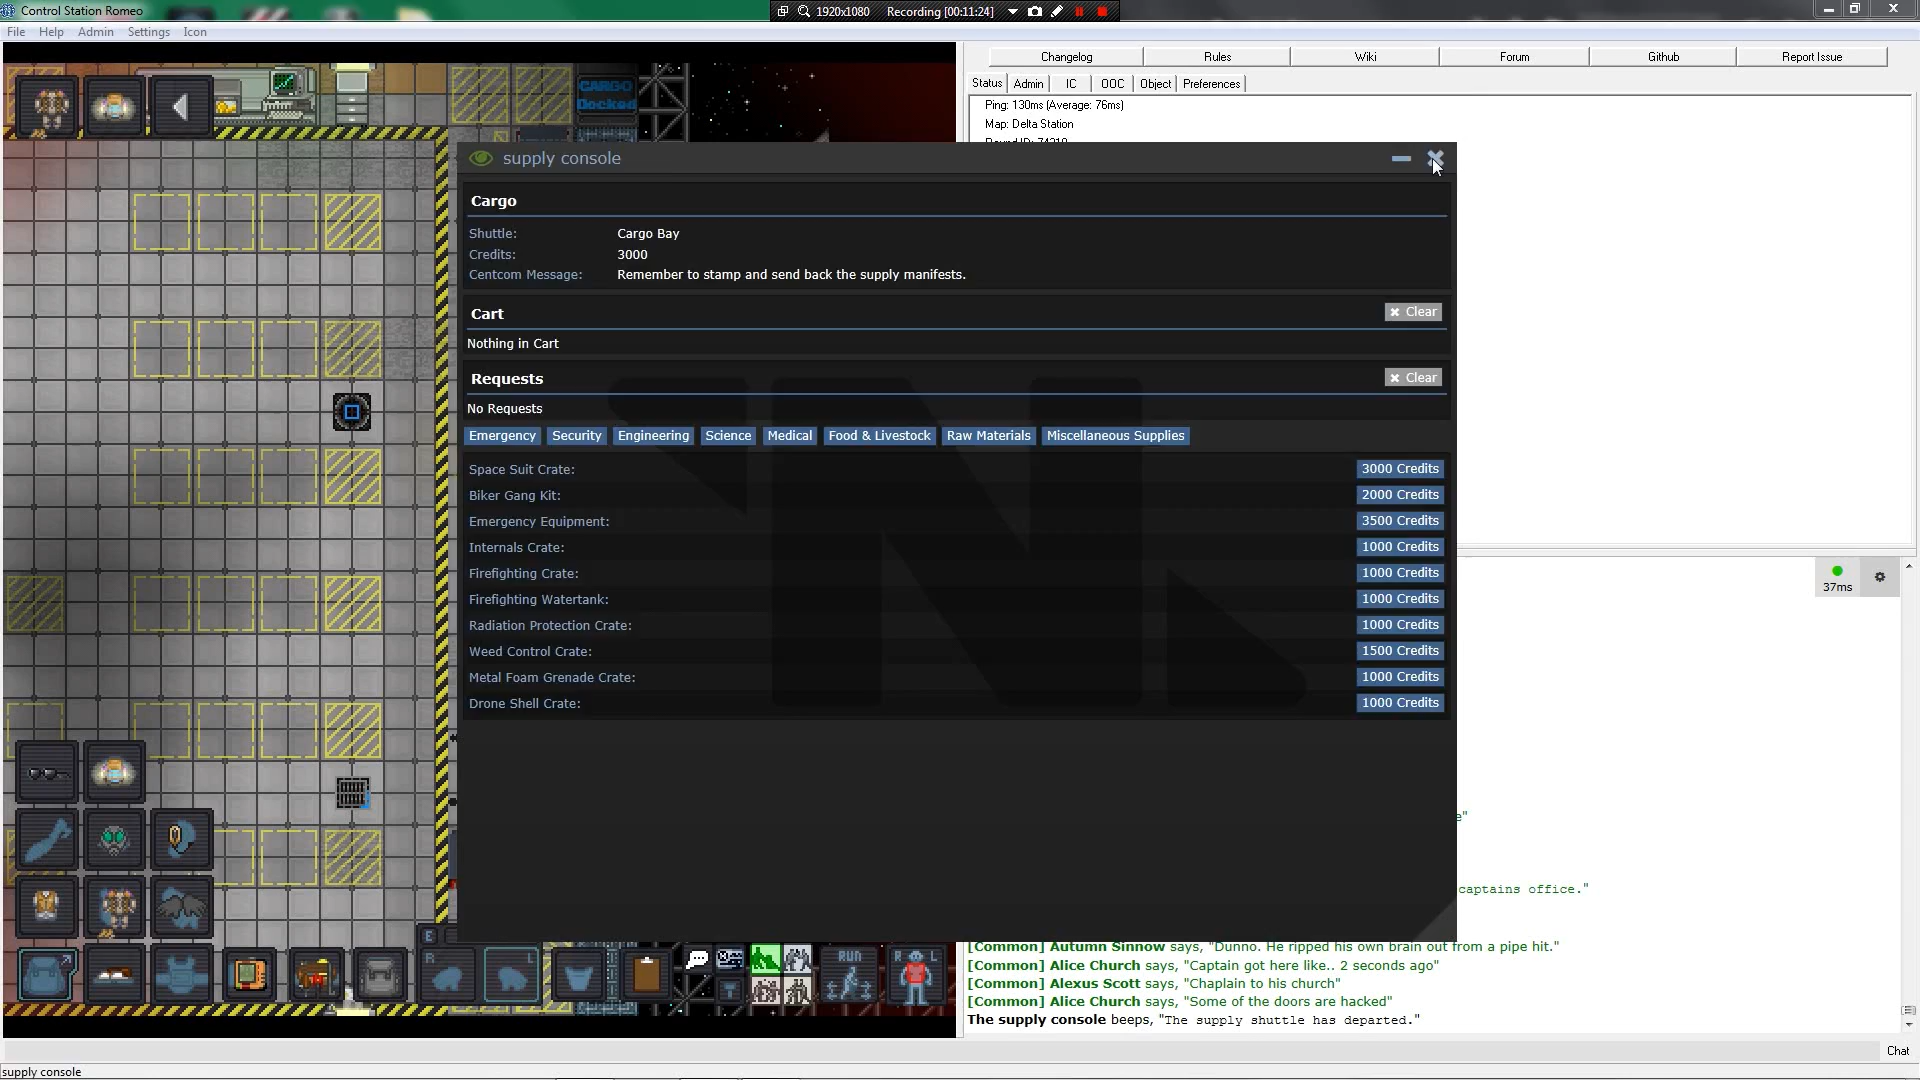 Control Station Romeo
1920x1080 Recording [00:11:24]
File Help Admin Settings Icon
Changelog Rules Wiki Forum Github Report Issue
Status Admin IC OOC Object Preferences
Ping: 130ms (Average: 76ms)
Map: Delta Station
CARGO
Docked
supply console
Cargo
Shuttle: Cargo Bay
Credits: 3000
Centcom Message: Remember to stamp and send back the supply manifests.
Cart Clear
Nothing in Cart
Requests Clear
No Requests
Emergency Security Engineering Science Medical Food & Livestock Raw Materials Miscellaneous Supplies
Space Suit Crate: 3000 Credits
Biker Gang Kit: 2000 Credits
Emergency Equipment: 3500 Credits
Internals Crate: 1000 Credits
Firefighting Crate: 1000 Credits
Firefighting Watertank: 1000 Credits
Radiation Protection Crate: 1000 Credits
Weed Control Crate: 1500 Credits
Metal Foam Grenade Crate: 1000 Credits
Drone Shell Crate: 1000 Credits
37ms
e"
captains office."
[Common] Autumn Sinnow says, "Dunno. He ripped his own brain out from a pipe hit."
[Common] Alice Church says, "Captain got here like.. 2 seconds ago"
[Common] Alexus Scott says, "Chaplain to his church"
[Common] Alice Church says, "Some of the doors are hacked"
The supply console beeps, "The supply shuttle has departed."
E
R L
RUN
R L
Chat
supply console